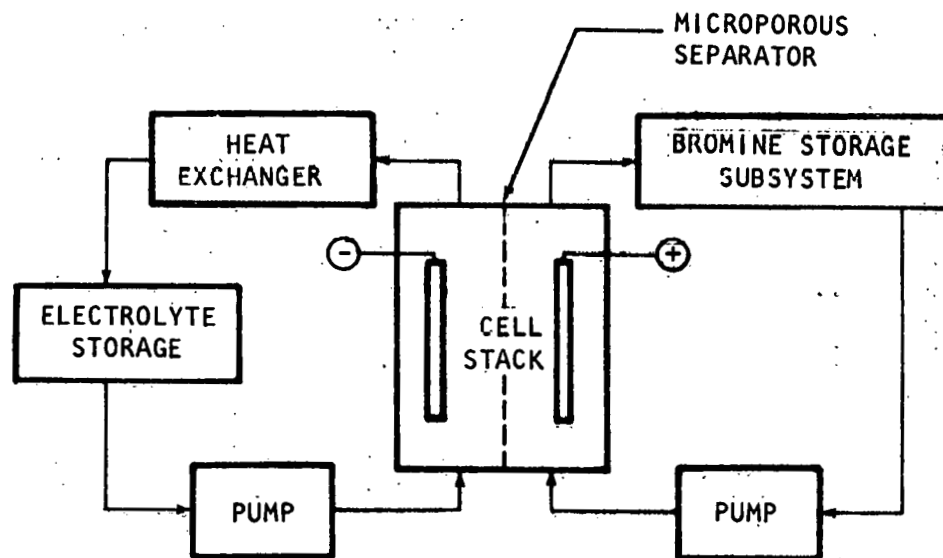 MICROPOROUS
SEPARATOR
HEAT
EXCHANGER
BROMINE STORAGE
SUBSYSTEM
-
+
ELECTROLYTE
STORAGE
CELL
STACK
PUMP
PUMP